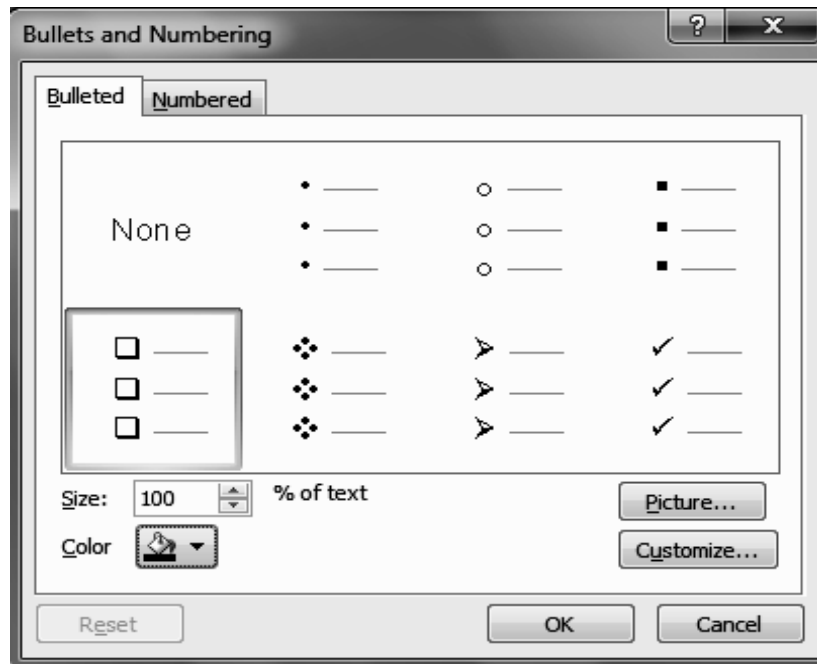 Bullets and Numbering
Bulleted Numbered
None
Size: 100 % of text
Picture...
Color
Customize...
Reset OK Cancel